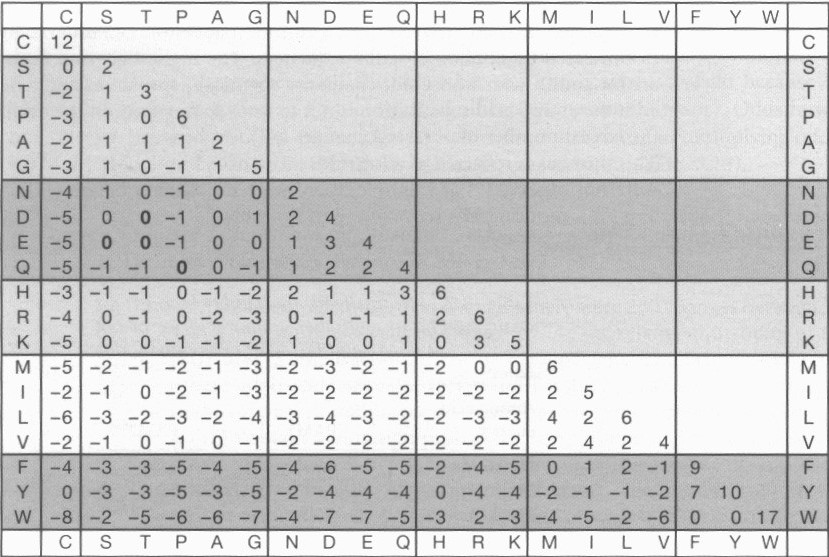 C S T P A G N D E Q H R K M I L V F Y W
C 12 C
S 0 2 S
T –2 1 3 T
P –3 1 0 6 P
A –2 1 1 1 2 A
G –3 1 0 –1 1 5 G
N –4 1 0 –1 0 0 2 N
D –5 0 0 –1 0 1 2 4 D
E –5 0 0 –1 0 0 1 3 4 E
Q –5 –1 –1 0 0 –1 1 2 2 4 Q
H –3 –1 –1 0 –1 –2 2 1 1 3 6 H
R –4 0 –1 0 –2 –3 0 –1 –1 1 2 6 R
K –5 0 0 –1 –1 –2 1 0 0 1 0 3 5 K
M –5 –2 –1 –2 –1 –3 –2 –3 –2 –1 –2 0 0 6 M
I –2 –1 0 –2 –1 –3 –2 –2 –2 –2 –2 –2 –2 2 5 I
L –6 –3 –2 –3 –2 –4 –3 –4 –3 –2 –2 –3 –3 4 2 6 L
V –2 –1 0 –1 0 –1 –2 –2 –2 –2 –2 –2 –2 2 4 2 4 V
F –4 –3 –3 –5 –4 –5 –4 –6 –5 –5 –2 –4 –5 0 1 2 –1 9 F
Y 0 –3 –3 –5 –3 –5 –2 –4 –4 –4 0 –4 –4 –2 –1 –1 –2 7 10 Y
W –8 –2 –5 –6 –6 –7 –4 –7 –7 –5 –3 2 –3 –4 –5 –2 –6 0 0 17 W
C S T P A G N D E Q H R K M I L V F Y W